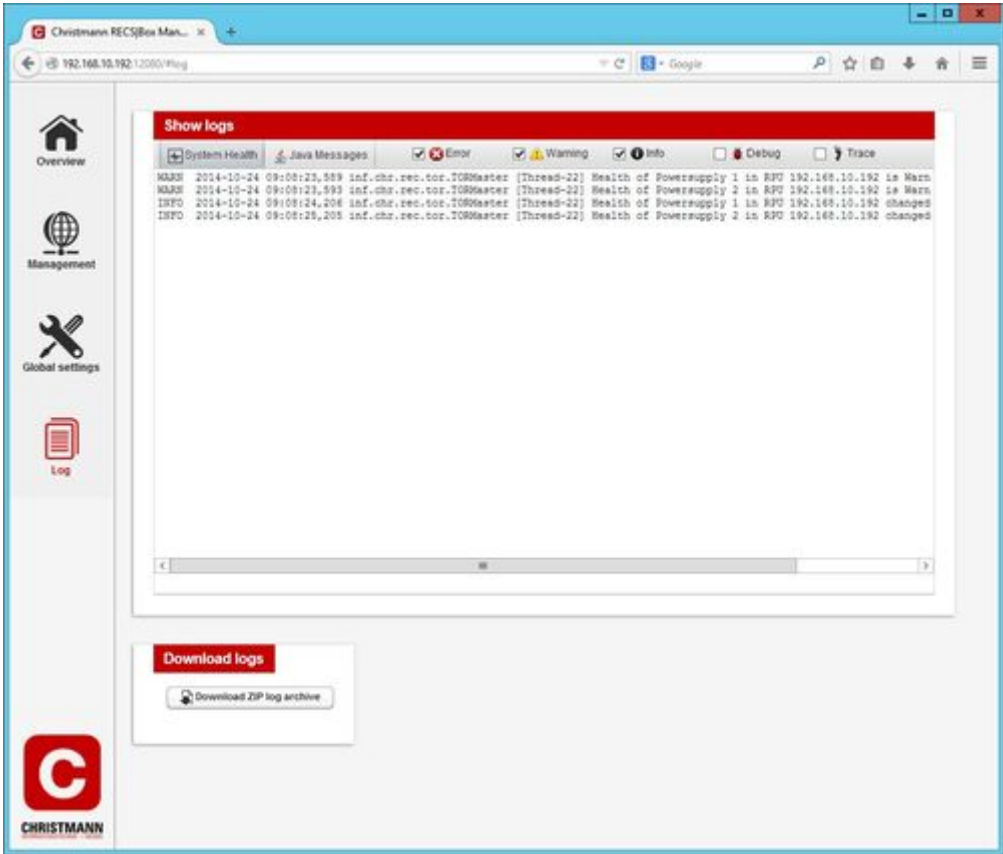 Christmann RECS|Box Man...
192.168.10.192:12080/#log
Google
Overview
Management
Global settings
Log
Show logs
System Health Java Messages Error Warning Info Debug Trace
WARN 2014-10-24 09:08:23,589 inf.chr.rec.tor.TORMaster [Thread-22] Health of Powersupply 1 in RPU 192.168.10.192 is Warn
WARN 2014-10-24 09:08:23,593 inf.chr.rec.tor.TORMaster [Thread-22] Health of Powersupply 2 in RPU 192.168.10.192 is Warn
INFO 2014-10-24 09:08:24,206 inf.chr.rec.tor.TORMaster [Thread-22] Health of Powersupply 1 in RPU 192.168.10.192 changed
INFO 2014-10-24 09:08:25,205 inf.chr.rec.tor.TORMaster [Thread-22] Health of Powersupply 2 in RPU 192.168.10.192 changed
Download logs
Download ZIP log archive
C
CHRISTMANN